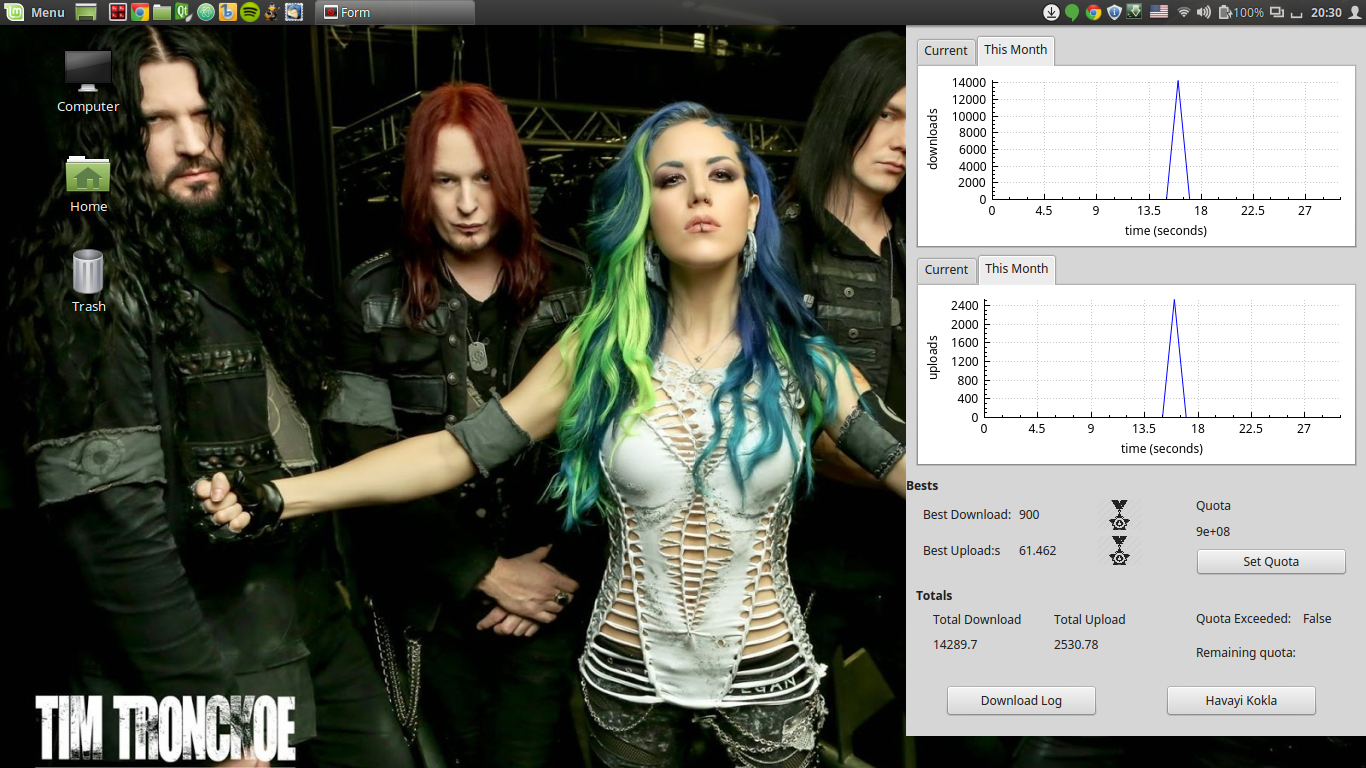 Menu
Form
100%
20:30
Computer
Home
Trash
TIM TRONCKOE
Current
This Month
14000
12000
10000
8000
6000
4000
2000
0
downloads
0 4.5 9 13.5 18 22.5 27
time (seconds)
Current
This Month
2400
2000
1600
1200
800
400
0
uploads
0 4.5 9 13.5 18 22.5 27
time (seconds)
Bests
Best Download: 900
Best Upload:s 61.462
Quota
9e+08
Set Quota
Totals
Total Download Total Upload
14289.7 2530.78
Quota Exceeded: False
Remaining quota:
Download Log
Havayi Kokla